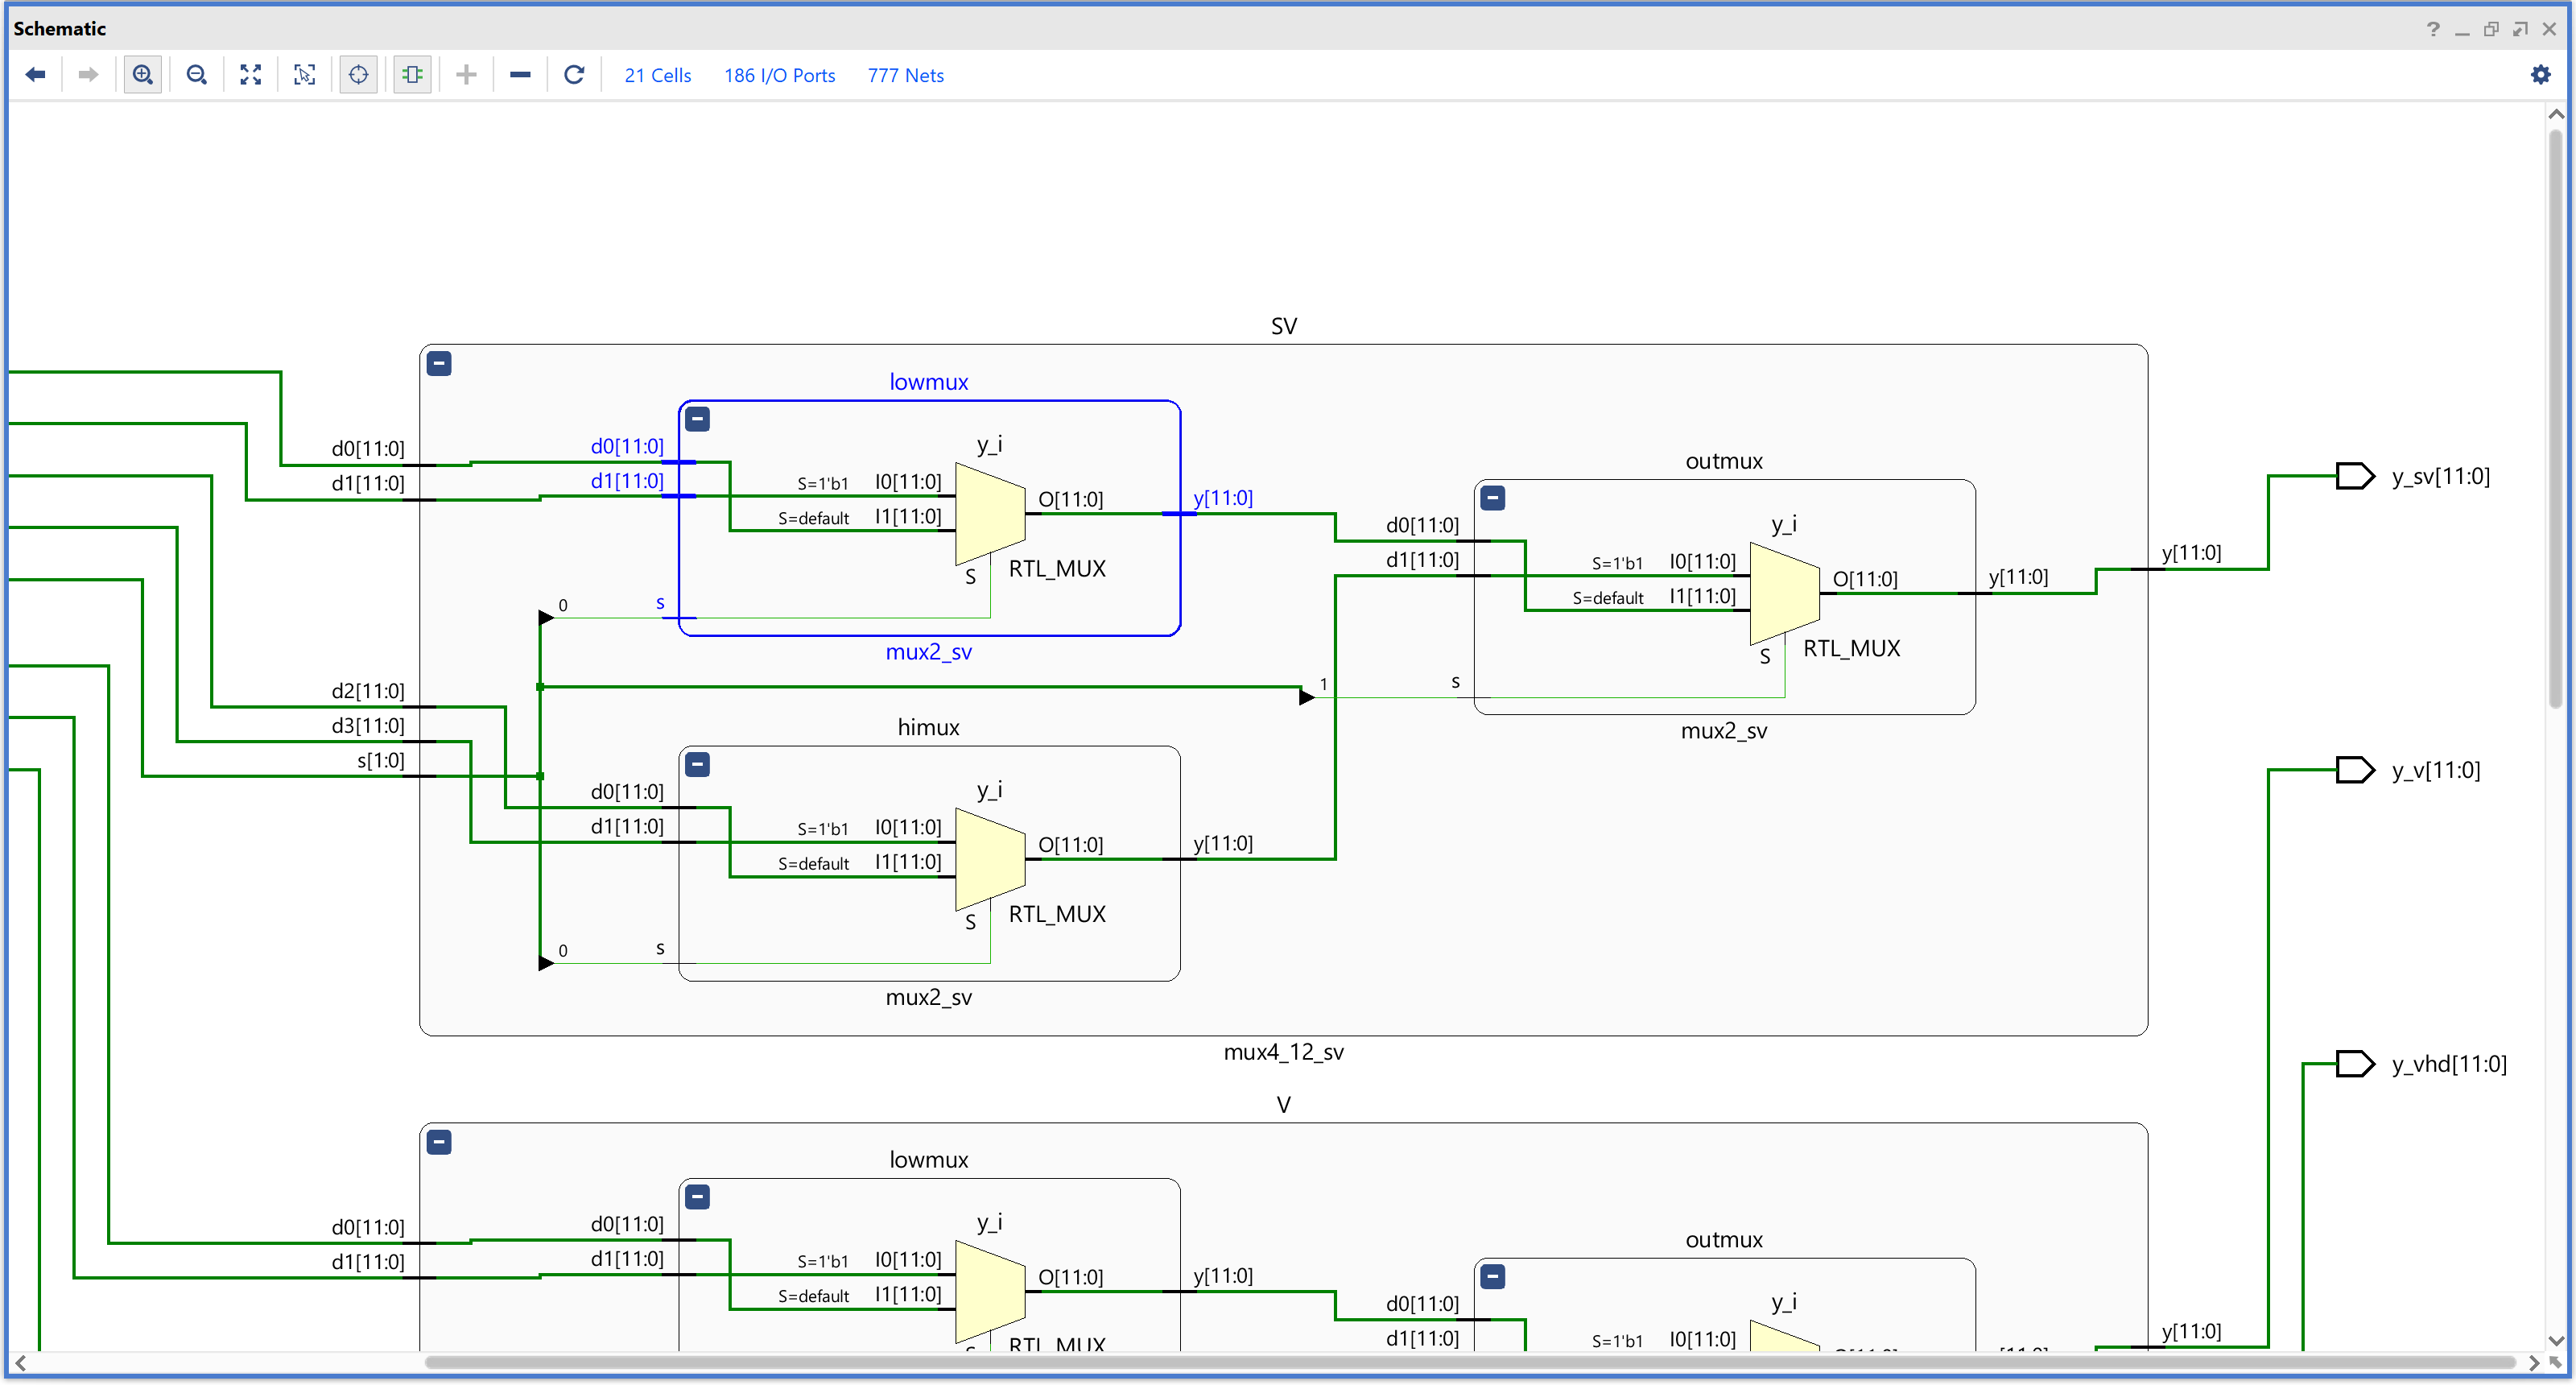 Schematic
21 Cells 186 I/O Ports 777 Nets
SV
lowmux
d0[11:0]
d1[11:0]
d0[11:0]
d1[11:0]
y_i
S=1'b1 I0[11:0]
S=default I1[11:0]
O[11:0]
y[11:0]
S
RTL_MUX
0
s
mux2_sv
outmux
d0[11:0]
d1[11:0]
y_i
S=1'b1 I0[11:0]
S=default I1[11:0]
O[11:0]
y[11:0]
S
RTL_MUX
1
s
mux2_sv
y[11:0]
y_sv[11:0]
d2[11:0]
d3[11:0]
s[1:0]
himux
d0[11:0]
d1[11:0]
y_i
S=1'b1 I0[11:0]
S=default I1[11:0]
O[11:0]
y[11:0]
S
RTL_MUX
0
s
mux2_sv
mux4_12_sv
y_v[11:0]
y_vhd[11:0]
V
lowmux
d0[11:0]
d1[11:0]
d0[11:0]
d1[11:0]
y_i
S=1'b1 I0[11:0]
S=default I1[11:0]
O[11:0]
y[11:0]
RTL_MUX
outmux
d0[11:0]
d1[11:0]
y_i
S=1'b1 I0[11:0]
y[11:0]